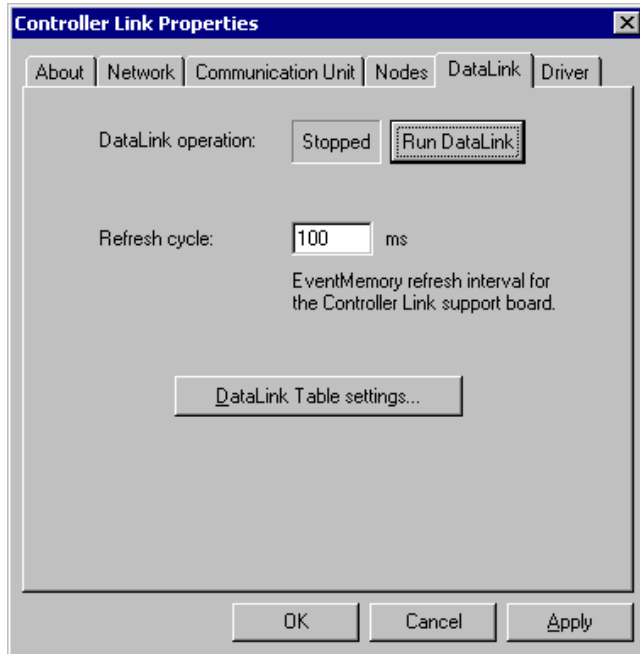 Controller Link Properties
About Network Communication Unit Nodes DataLink Driver
DataLink operation: Stopped Run DataLink
Refresh cycle: 100 ms
EventMemory refresh interval for
the Controller Link support board.
DataLink Table settings...
OK Cancel Apply